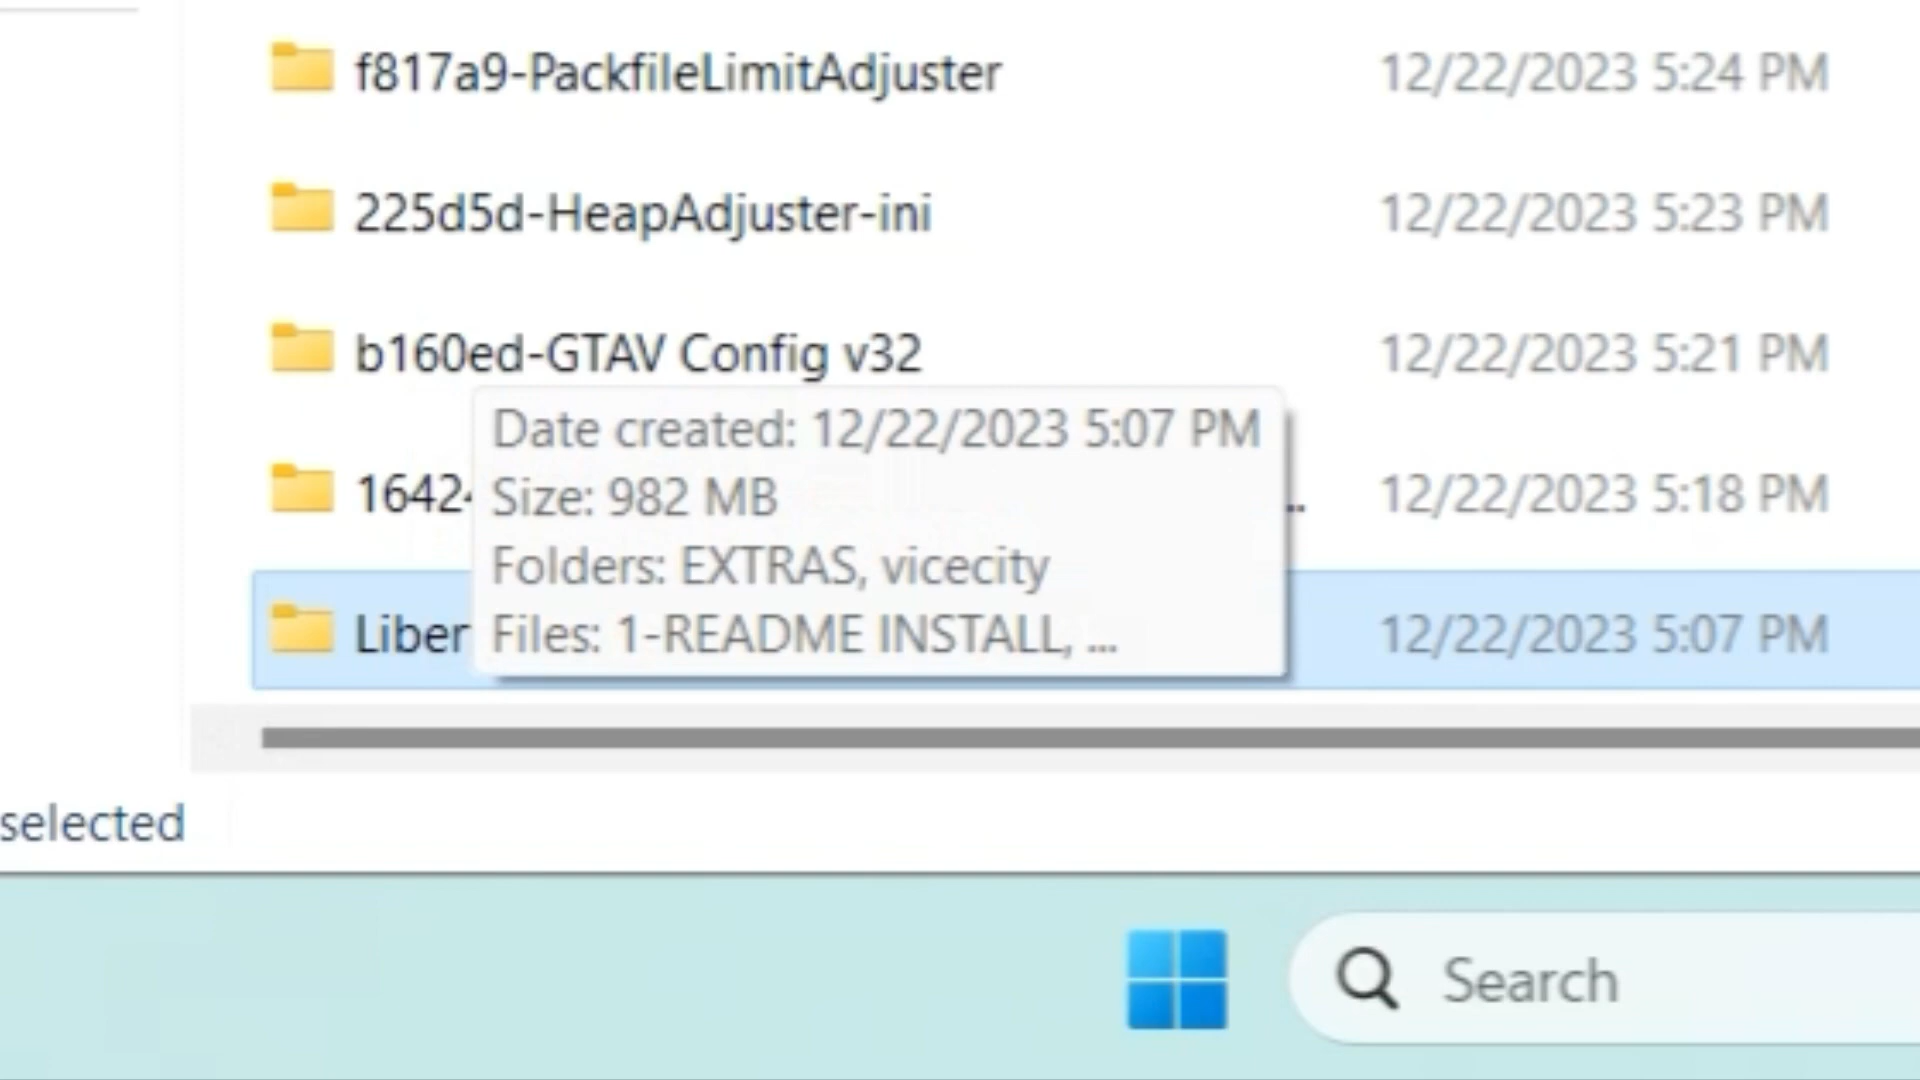 f817a9-PackfileLimitAdjuster 12/22/2023 5:24 PM
225d5d-HeapAdjuster-ini 12/22/2023 5:23 PM
b160ed-GTAV Config v32 12/22/2023 5:21 PM
Date created: 12/22/2023 5:07 PM
1642 .. 12/22/2023 5:18 PM
Size: 982 MB
Folders: EXTRAS, vicecity
Liber 12/22/2023 5:07 PM
Files: 1-README INSTALL, ...
selected
Search